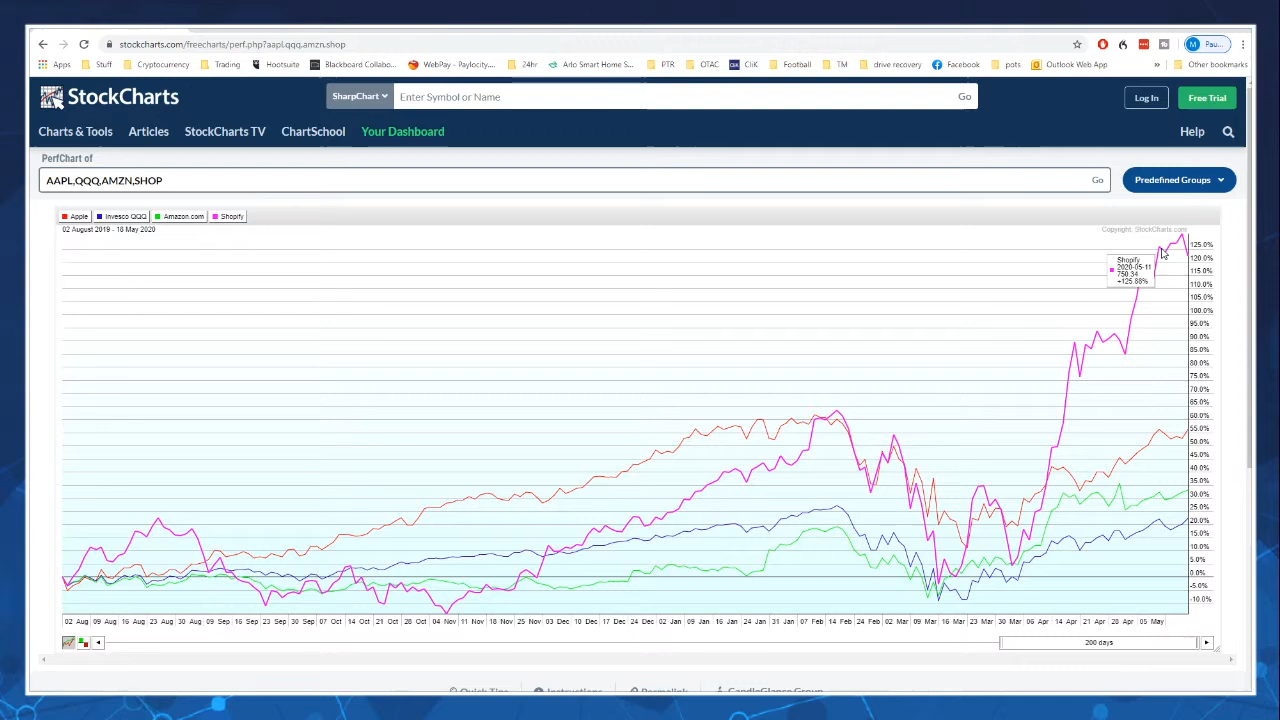 stockcharts.com/freecharts/perf.php?aapl.qqq.amzn.shop
Pau...
Apps Stuff Cryptocurrency Trading Hootsuite Blackboard Collabo... WebPay - Paylocity... 24hr Arlo Smart Home S... PTR OTAC CIK Football TM drive recovery Facebook pots Outlook Web App » Other bookmarks
StockCharts
SharpChart Enter Symbol or Name Go
Log In Free Trial
Charts & Tools Articles StockCharts TV ChartSchool Your Dashboard Help
PerfChart of
AAPL,QQQ,AMZN,SHOP Go Predefined Groups
Apple Invesco QQQ Amazon.com Shopify
02 August 2019 - 18 May 2020 Copyright, StockCharts.com
125.0%
120.0%
115.0%
110.0%
105.0%
100.0%
95.0%
90.0%
85.0%
80.0%
75.0%
70.0%
65.0%
60.0%
55.0%
50.0%
45.0%
40.0%
35.0%
30.0%
25.0%
20.0%
15.0%
10.0%
5.0%
0.0%
-5.0%
-10.0%
Shopify
2020-05-11
750.34
+125.88%
02 Aug 09 Aug 16 Aug 23 Aug 30 Aug 09 Sep 16 Sep 23 Sep 30 Sep 07 Oct 14 Oct 21 Oct 28 Oct 04 Nov 11 Nov 18 Nov 25 Nov 03 Dec 10 Dec 17 Dec 24 Dec 02 Jan 09 Jan 16 Jan 24 Jan 31 Jan 07 Feb 14 Feb 24 Feb 02 Mar 09 Mar 16 Mar 23 Mar 30 Mar 06 Apr 14 Apr 21 Apr 28 Apr 05 May
200 days
Quick Tips Instructions Permalink CandleGlance Group